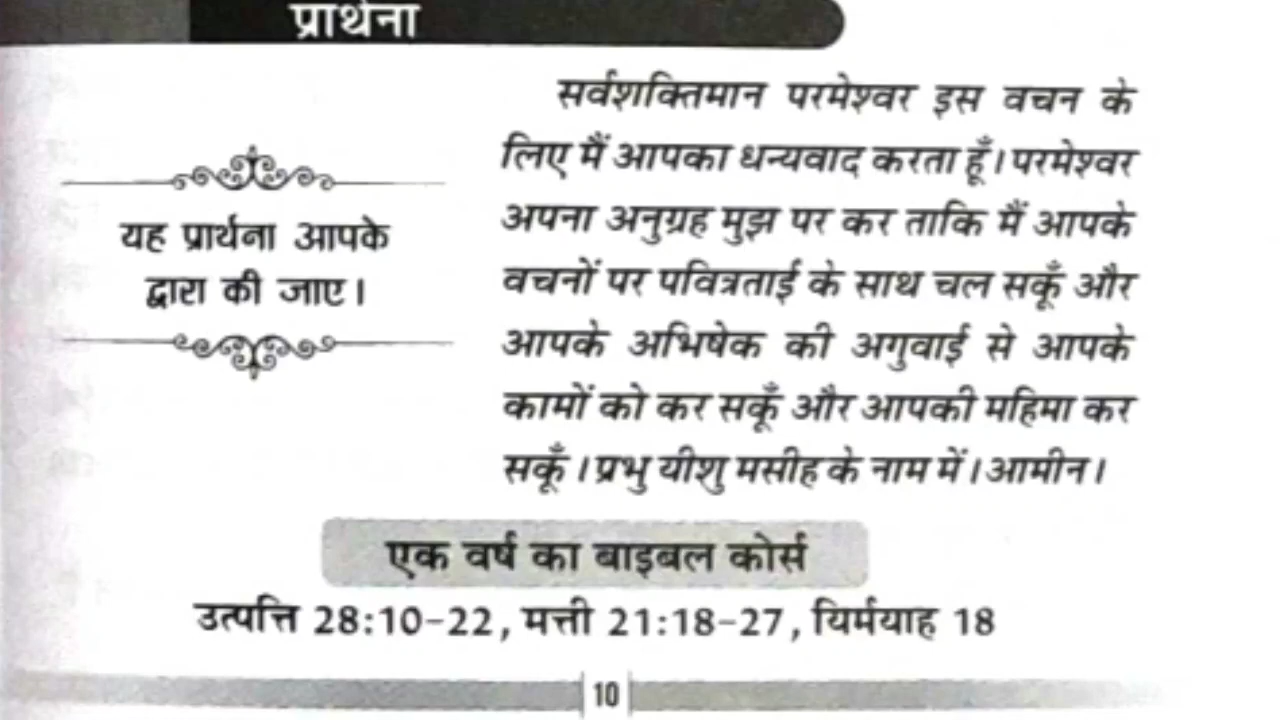 प्रार्थना
यह प्रार्थना आपके
द्वारा की जाए।
सर्वशक्तिमान परमेश्वर इस वचन के
लिए मैं आपका धन्यवाद करता हूँ। परमेश्वर
अपना अनुग्रह मुझ पर कर ताकि मैं आपके
वचनों पर पवित्रताई के साथ चल सकूँ और
आपके अभिषेक की अगुवाई से आपके
कामों को कर सकूँ और आपकी महिमा कर
सकूँ। प्रभु यीशु मसीह के नाम में। आमीन।
एक वर्ष का बाइबल कोर्स
उत्पत्ति 28:10-22, मत्ती 21:18-27, यिर्मयाह 18
10